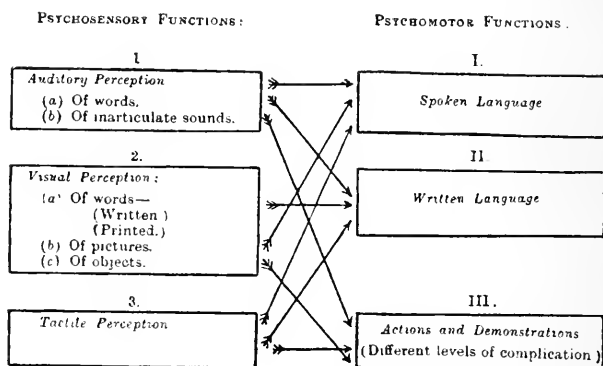 PSYCHOSENSORY FUNCTIONS:
1.
Auditory Perception
(a) Of words.
(b) Of inarticulate sounds.
2.
Visual Perception:
(a) Of words—
(Written)
(Printed.)
(b) Of pictures.
(c) Of objects.
3.
Tactile Perception
PSYCHOMOTOR FUNCTIONS.
I.
Spoken Language
II.
Written Language
III.
Actions and Demonstrations
(Different levels of complication)